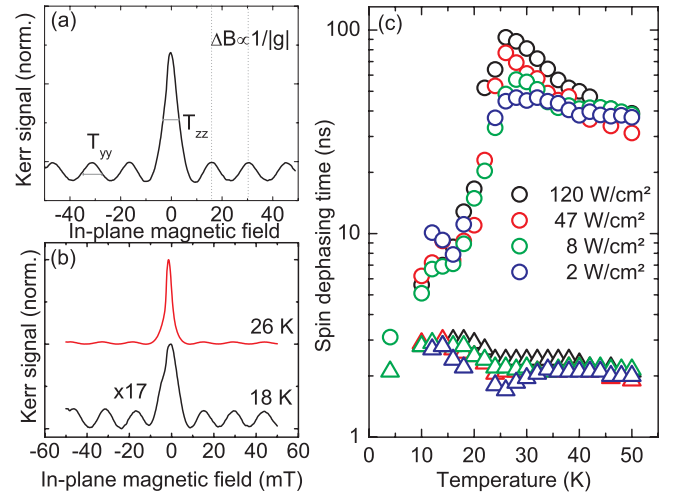 (a)
ΔB∝1/|g|
Kerr signal (norm.)
T_yy
T_zz
-40 -20 0 20 40
In-plane magnetic field
(b)
Kerr signal (norm.)
26 K
x17
18 K
-60 -40 -20 0 20 40 60
In-plane magnetic field (mT)
(c)
Spin dephasing time (ns)
100
10
1
120 W/cm²
47 W/cm²
8 W/cm²
2 W/cm²
0 10 20 30 40 50
Temperature (K)